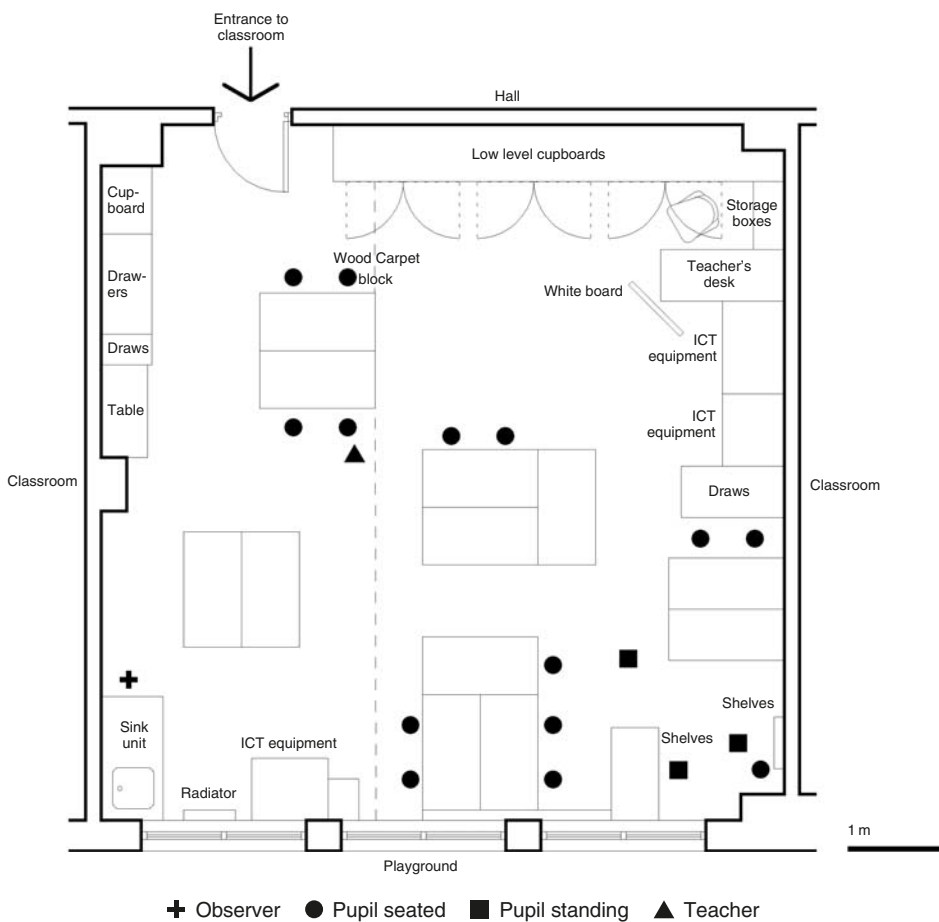 Entrance to
classroom
Hall
Low level cupboards
Cup-
board
Storage
boxes
Wood Carpet
block
Teacher's
desk
Draw-
ers
White board
Draws
ICT
equipment
Table
ICT
equipment
Classroom
Draws
Classroom
Shelves
Sink
unit
ICT equipment
Shelves
Radiator
1 m
Playground
Observer
Pupil seated
Pupil standing
Teacher